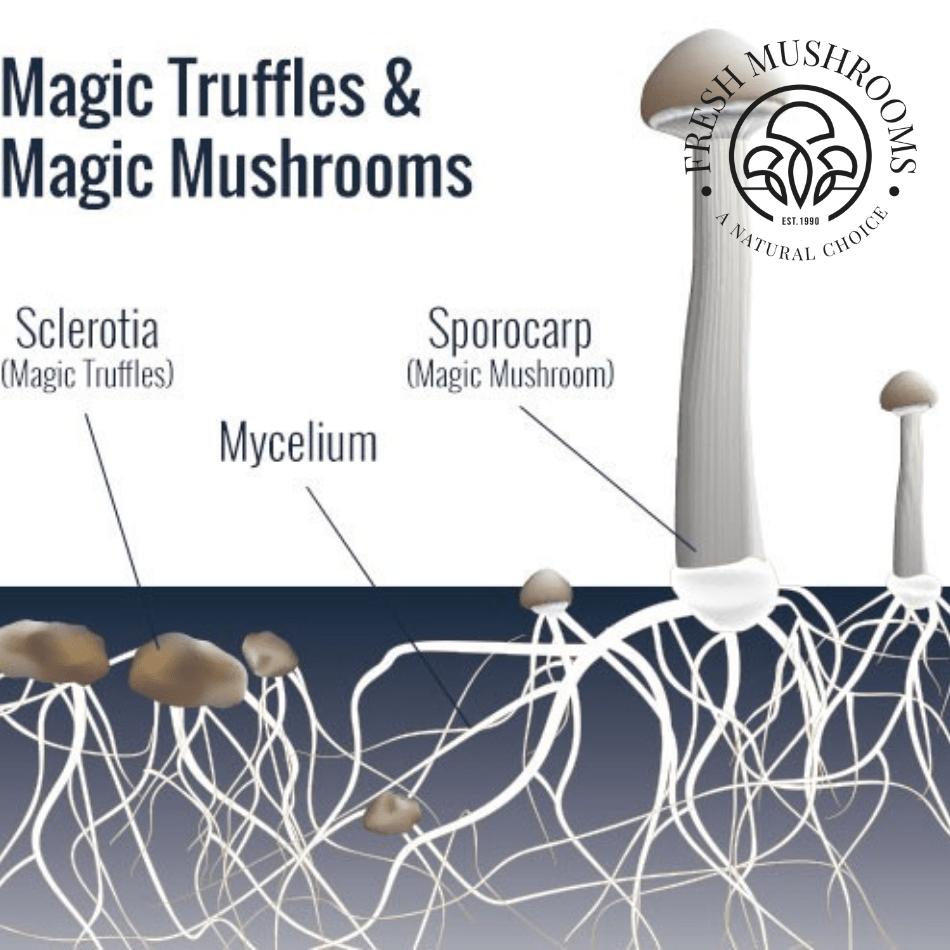 Magic Truffles &
Magic Mushrooms
FRESH MUSHROOMS
EST. 1990
A NATURAL CHOICE
Sclerotia
(Magic Truffles)
Sporocarp
(Magic Mushroom)
Mycelium